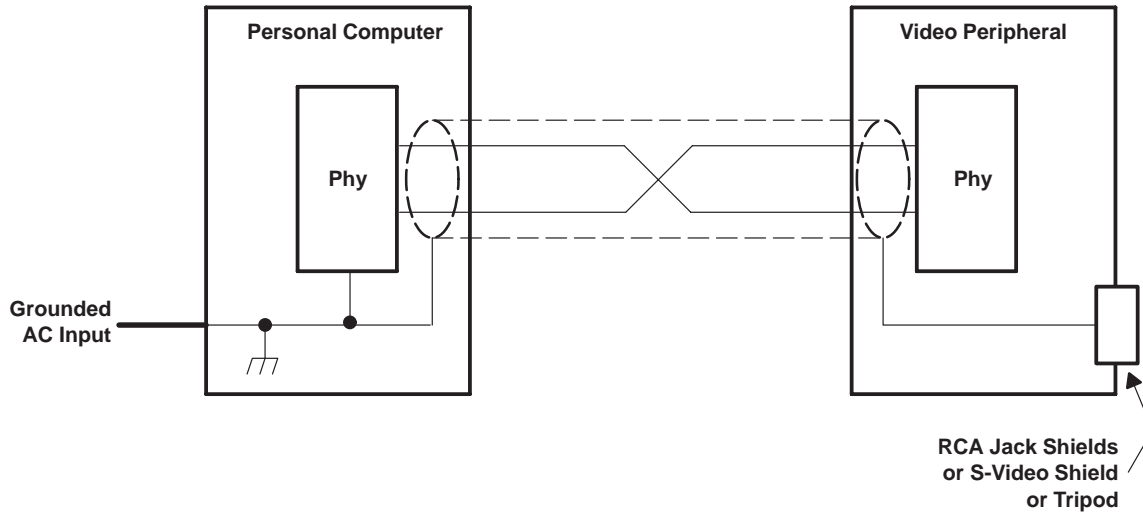 Personal Computer
Video Peripheral
Phy
Phy
Grounded
AC Input
RCA Jack Shields
or S-Video Shield
or Tripod